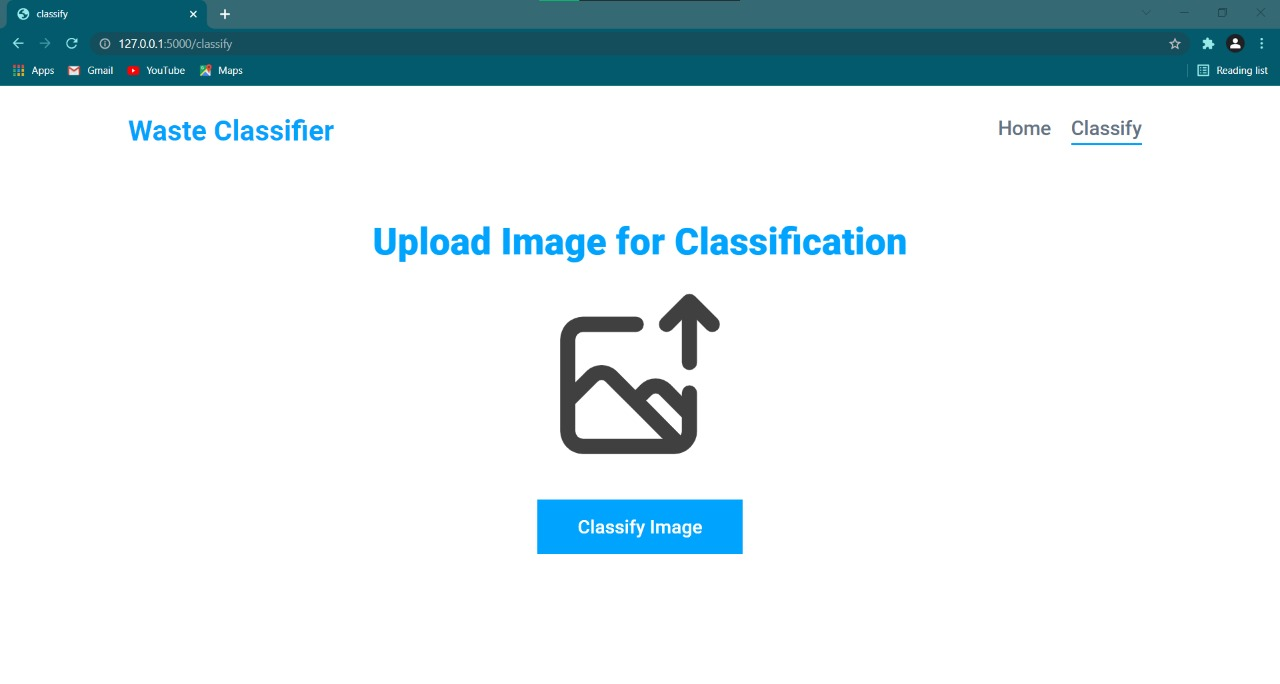 classify
127.0.0.1:5000/classify
Apps Gmail YouTube Maps Reading list
Waste Classifier Home Classify
Upload Image for Classification
Classify Image